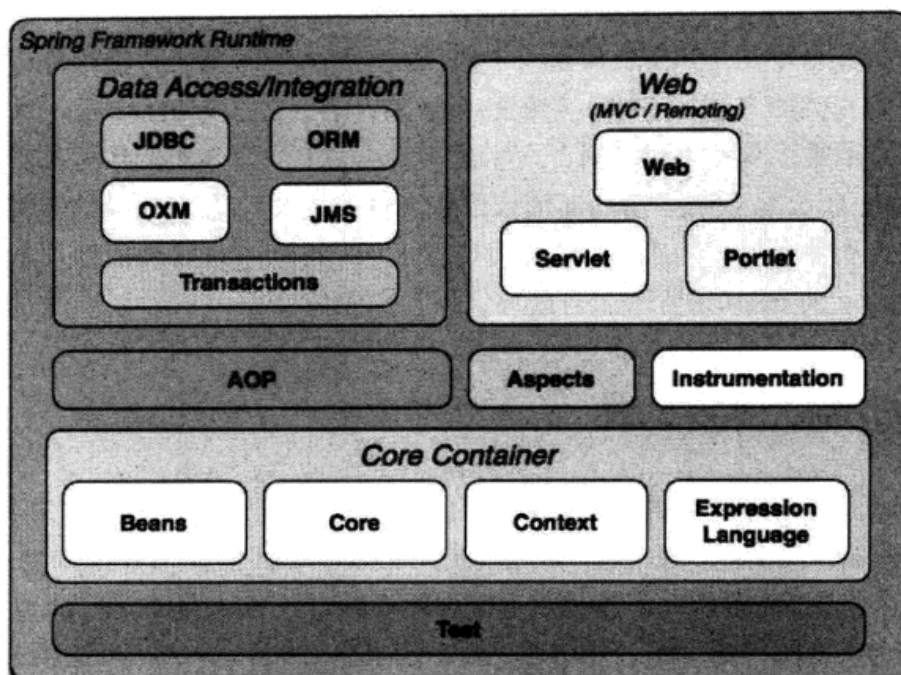 Spring Framework Runtime
Data Access/Integration
JDBC
ORM
OXM
JMS
Transactions
Web
(MVC / Remoting)
Web
Servlet
Portlet
AOP
Aspects
Instrumentation
Core Container
Beans
Core
Context
Expression
Language
Test